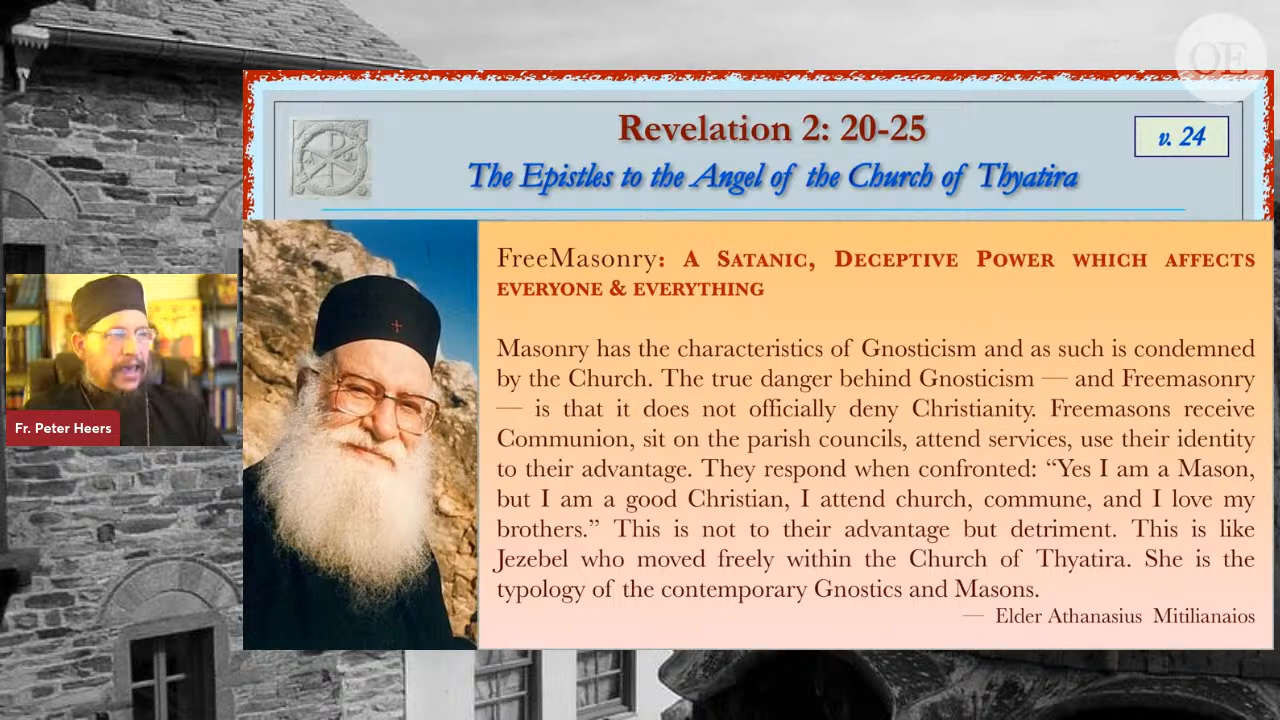 OE
Revelation 2: 20-25
v. 24
The Epistles to the Angel of the Church of Thyatira
FreeMasonry: A Satanic, Deceptive Power which affects
everyone & everything
Masonry has the characteristics of Gnosticism and as such is condemned
by the Church. The true danger behind Gnosticism — and Freemasonry
— is that it does not officially deny Christianity. Freemasons receive
Communion, sit on the parish councils, attend services, use their identity
to their advantage. They respond when confronted: “Yes I am a Mason,
but I am a good Christian, I attend church, commune, and I love my
brothers.” This is not to their advantage but detriment. This is like
Jezebel who moved freely within the Church of Thyatira. She is the
typology of the contemporary Gnostics and Masons.
— Elder Athanasius Mitilianaios
Fr. Peter Heers